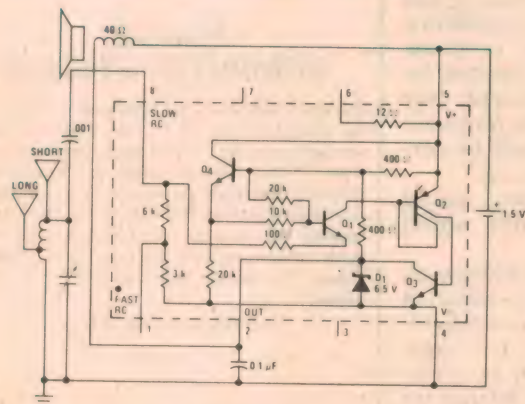 40 Ω
8
7
6
5
SLOW
RC
12 Ω
V+
.001
SHORT
LONG
Q4
400 Ω
Q2
20 k
10 k
Q1
1.5 V
+
6 k
100 Ω
400 Ω
3 k
20 k
D1
6.5 V
Q3
FAST
RC
OUT
V-
1
2
3
4
0.1 μF